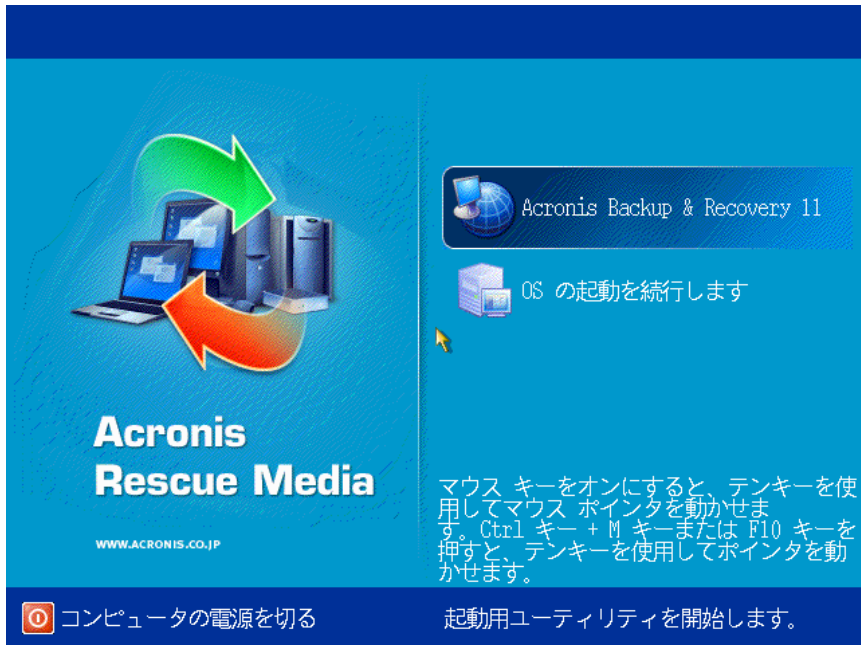 Acronis
Rescue Media
WWW.ACRONIS.CO.JP
Acronis Backup & Recovery 11
OS の起動を続行します
マウス キーをオンにすると、テンキーを使
用してマウス ポインタを動かせま
す。Ctrl キー + M キーまたは F10 キーを
押すと、テンキーを使用してポインタを動
かせます。
コンピュータの電源を切る
起動用ユーティリティを開始します。